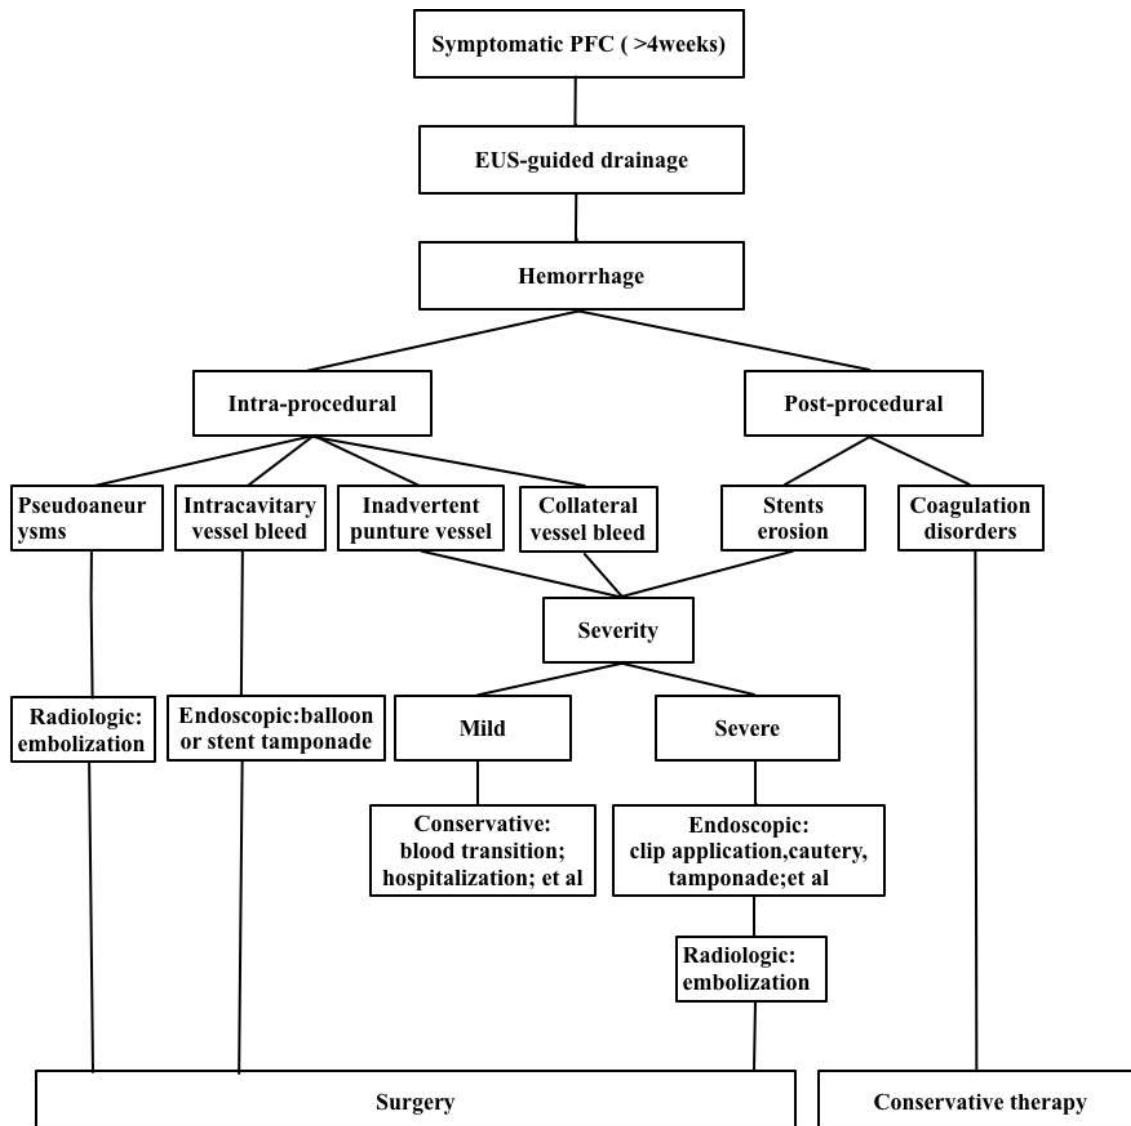 Symptomatic PFC ( >4weeks)
EUS-guided drainage
Hemorrhage
Intra-procedural
Post-procedural
Pseudoaneur
ysms
Intracavitary
vessel bleed
Inadvertent
punture vessel
Collateral
vessel bleed
Stents
erosion
Coagulation
disorders
Severity
Radiologic:
embolization
Endoscopic:balloon
or stent tamponade
Mild
Severe
Conservative:
blood transition;
hospitalization; et al
Endoscopic:
clip application,cautery,
tamponade;et al
Radiologic:
embolization
Surgery
Conservative therapy